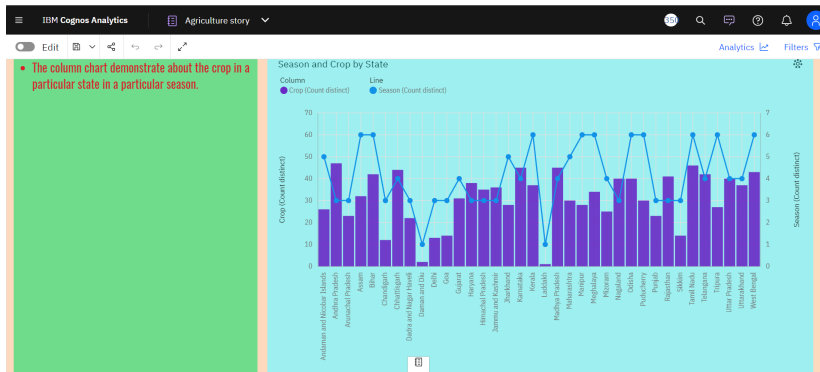 IBM Cognos Analytics
Agriculture story
Edit
Analytics
Filters
• The column chart demonstrate about the crop in a
particular state in a particular season.
Season and Crop by State
Column
Line
Crop (Count distinct)
Season (Count distinct)
70
60
50
40
30
20
10
0
Crop (Count distinct)
7
6
5
4
3
2
1
0
Season (Count distinct)
Andaman and Nicobar Islands
Andhra Pradesh
Arunachal Pradesh
Assam
Bihar
Chandigarh
Chhattisgarh
Dadra and Nagar Haveli
Daman and Diu
Delhi
Goa
Gujarat
Haryana
Himachal Pradesh
Jammu and Kashmir
Jharkhand
Karnataka
Kerala
Laddakh
Madhya Pradesh
Maharashtra
Manipur
Meghalaya
Mizoram
Nagaland
Odisha
Puducherry
Punjab
Rajasthan
Sikkim
Tamil Nadu
Telangana
Tripura
Uttar Pradesh
Uttarakhand
West Bengal